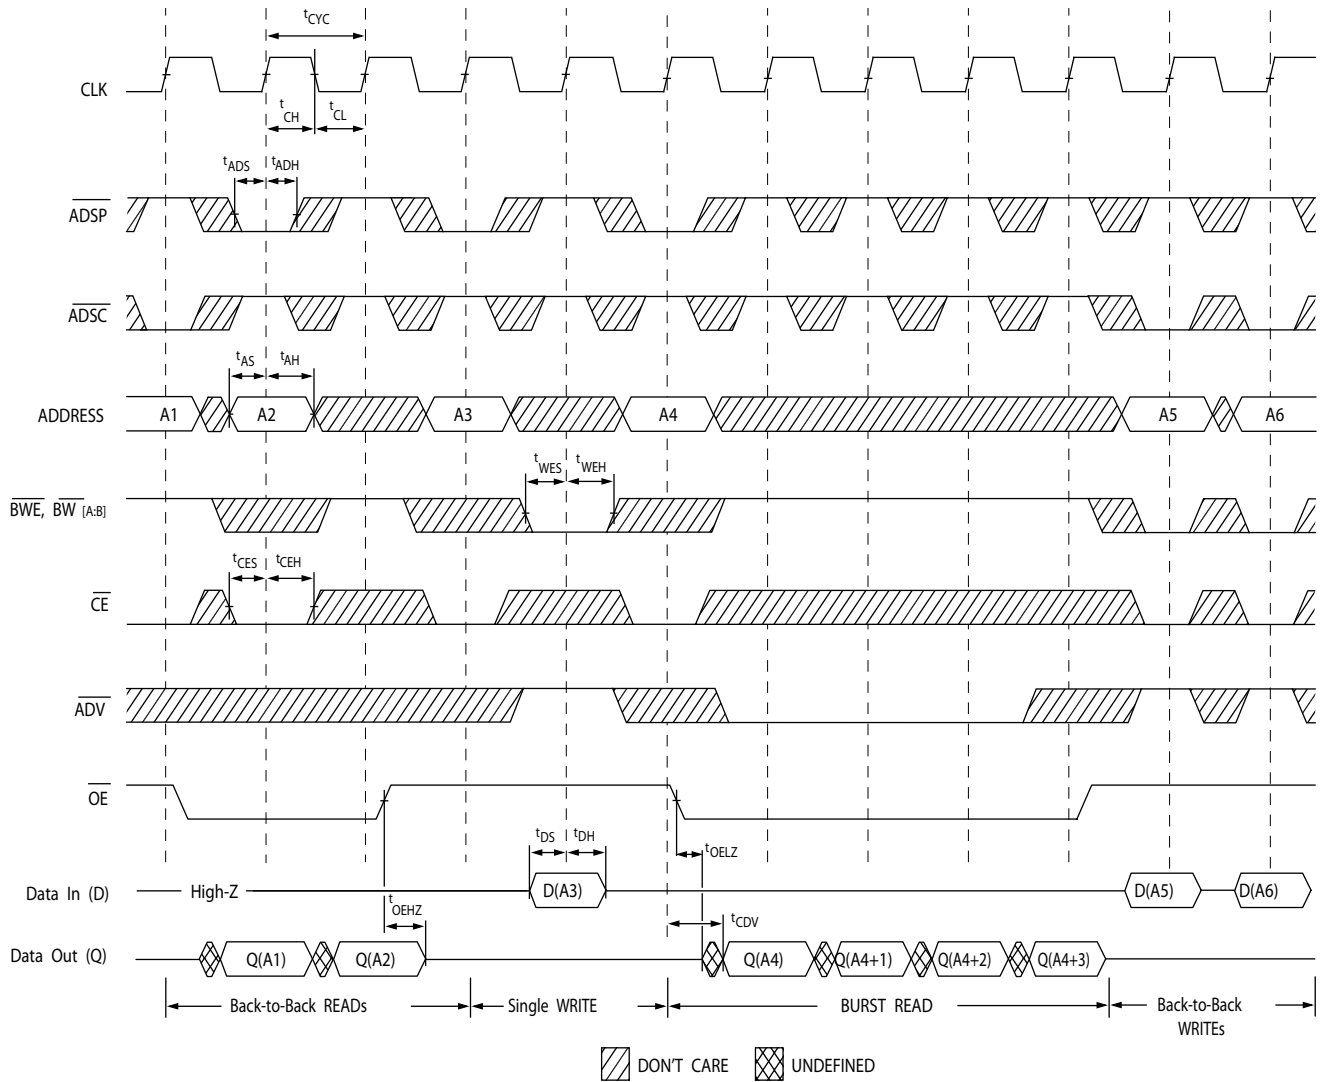 tCYC
CLK
tCH
tCL
tADS
tADH
ADSP
ADSC
tAS
tAH
ADDRESS
A1
A2
A3
A4
A5
A6
tWES
tWEH
BWE, BW [A:B]
tCES
tCEH
CE
ADV
OE
tDS
tDH
tOELZ
Data In (D)
High-Z
D(A3)
D(A5)
D(A6)
tOEHZ
tCDV
Data Out (Q)
Q(A1)
Q(A2)
Q(A4)
Q(A4+1)
Q(A4+2)
Q(A4+3)
Back-to-Back READs
Single WRITE
BURST READ
Back-to-Back
WRITEs
DON'T CARE
UNDEFINED